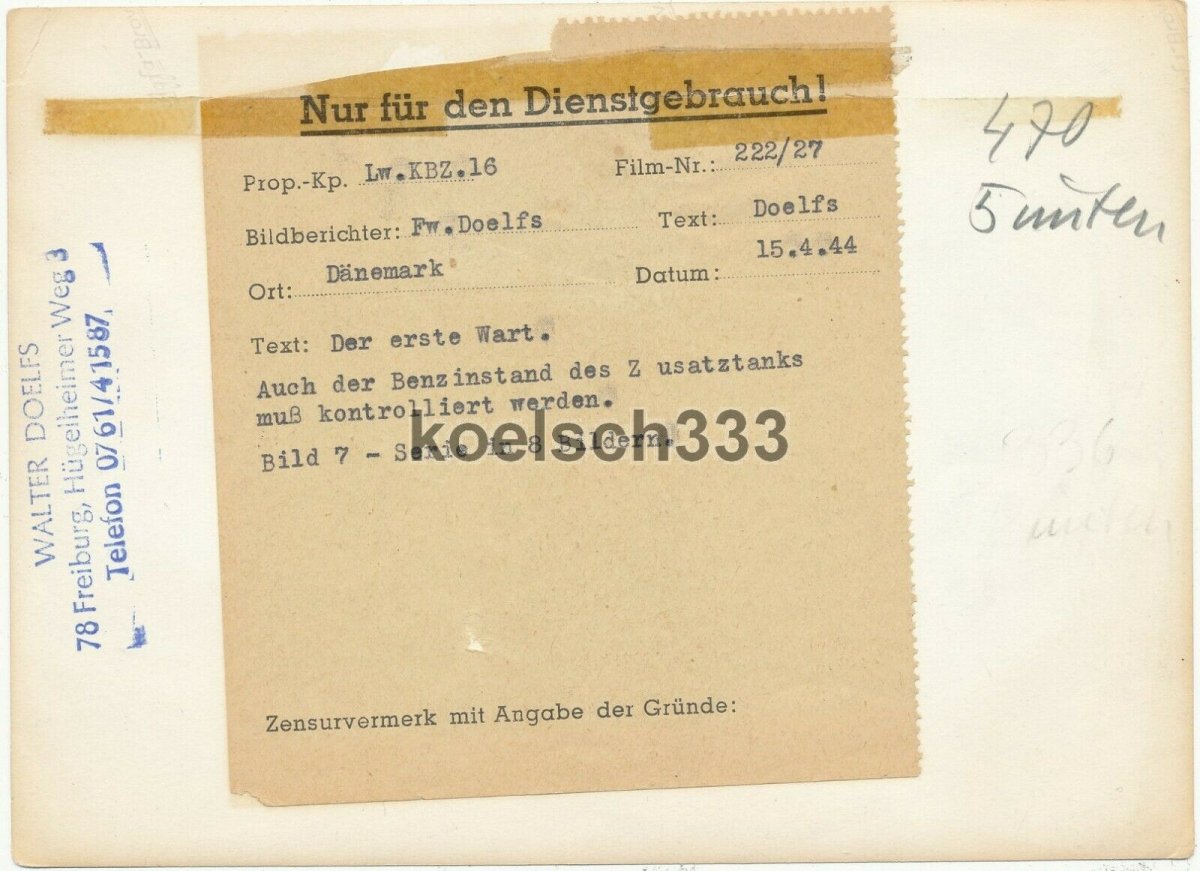 Nur für den Dienstgebrauch!
Prop.-Kp. Lw.KBZ.16 Film-Nr.: 222/27
Bildberichter: Fw.Doelfs Text: Doelfs
Ort: Dänemark Datum: 15.4.44
Text: Der erste Wart.
Auch der Benzinstand des Z usatztanks
muß kontrolliert werden.
Bild 7 - Serie in 8 Bildern.
koelsch333
Zensurvermerk mit Angabe der Gründe:
WALTER DOELFS
78 Freiburg, Hügelheimer Weg 3
Telefon 0761/41587
470
5 unten
unten